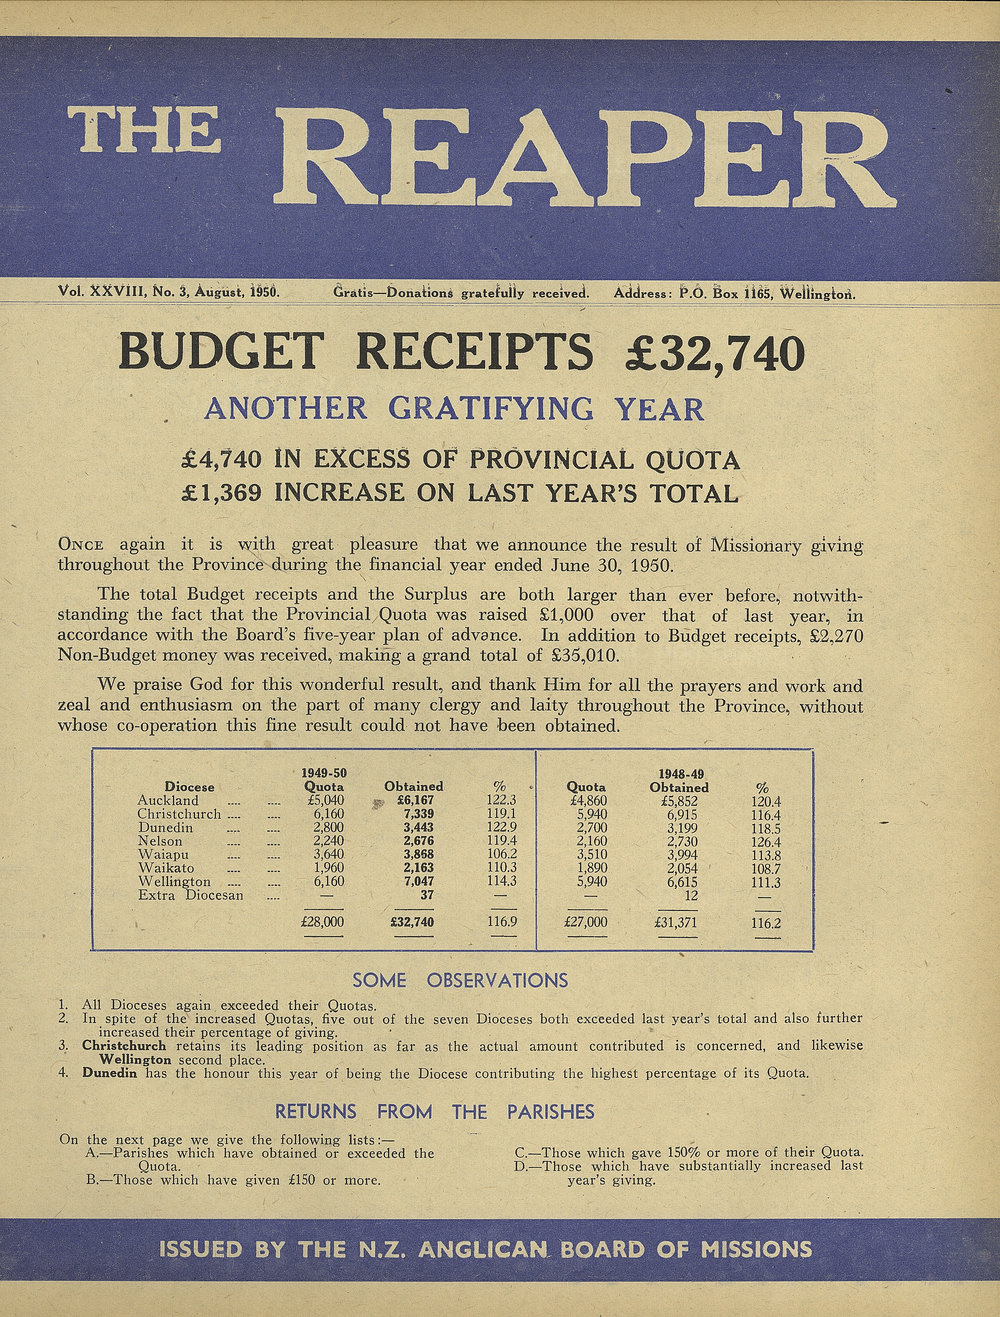 THE REAPER
Vol. XXVIII, No. 3, August, 1950. Gratis—Donations gratefully received. Address: P.O. Box 1165, Wellington.
BUDGET RECEIPTS £32,740
ANOTHER GRATIFYING YEAR
£4,740 IN EXCESS OF PROVINCIAL QUOTA
£1,369 INCREASE ON LAST YEAR'S TOTAL
ONCE again it is with great pleasure that we announce the result of Missionary giving
throughout the Province during the financial year ended June 30, 1950.
The total Budget receipts and the Surplus are both larger than ever before, notwith-
standing the fact that the Provincial Quota was raised £1,000 over that of last year, in
accordance with the Board's five-year plan of advance. In addition to Budget receipts, £2,270
Non-Budget money was received, making a grand total of £35,010.
We praise God for this wonderful result, and thank Him for all the prayers and work and
zeal and enthusiasm on the part of many clergy and laity throughout the Province, without
whose co-operation this fine result could not have been obtained.
1949-50 1948-49
Diocese Quota Obtained % Quota Obtained %
Auckland .... .... £5,040 £6,167 122.3 £4,860 £5,852 120.4
Christchurch .... .... 6,160 7,339 119.1 5,940 6,915 116.4
Dunedin .... .... 2,800 3,443 122.9 2,700 3,199 118.5
Nelson .... .... 2,240 2,676 119.4 2,160 2,730 126.4
Waiapu .... .... 3,640 3,868 106.2 3,510 3,994 113.8
Waikato .... .... 1,960 2,163 110.3 1,890 2,054 108.7
Wellington .... .... 6,160 7,047 114.3 5,940 6,615 111.3
Extra Diocesan .... — 37 — — 12 —
£28,000 £32,740 116.9 £27,000 £31,371 116.2
SOME OBSERVATIONS
1. All Dioceses again exceeded their Quotas.
2. In spite of the increased Quotas, five out of the seven Dioceses both exceeded last year's total and also further
increased their percentage of giving.
3. Christchurch retains its leading position as far as the actual amount contributed is concerned, and likewise
Wellington second place.
4. Dunedin has the honour this year of being the Diocese contributing the highest percentage of its Quota.
RETURNS FROM THE PARISHES
On the next page we give the following lists:—
A.—Parishes which have obtained or exceeded the
Quota.
B.—Those which have given £150 or more.
C.—Those which gave 150% or more of their Quota.
D.—Those which have substantially increased last
year's giving.
ISSUED BY THE N.Z. ANGLICAN BOARD OF MISSIONS